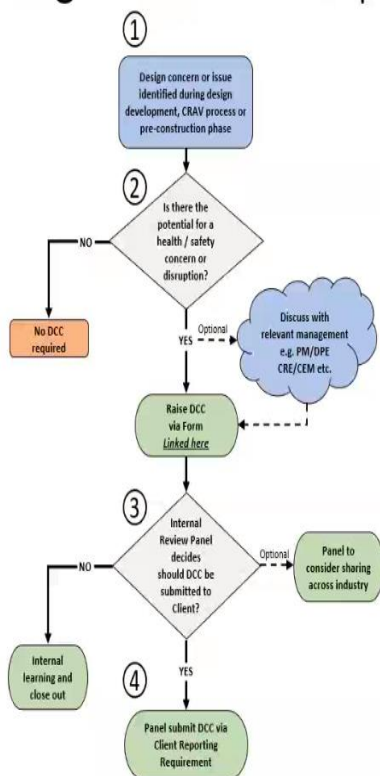 ①
Design concern or issue
identified during design
development, CRAV process or
pre-construction phase
②
Is there the
potential for a
health / safety
concern or
disruption?
NO
YES
Optional
No DCC
required
Discuss with
relevant management
e.g. PM/DPE
CRE/CEM etc.
Raise DCC
via Form
Linked here
③
Internal
Review Panel
decides
should DCC be
submitted to
Client?
NO
Optional
Panel to
consider sharing
across industry
Internal
learning and
close out
YES
④
Panel submit DCC via
Client Reporting
Requirement